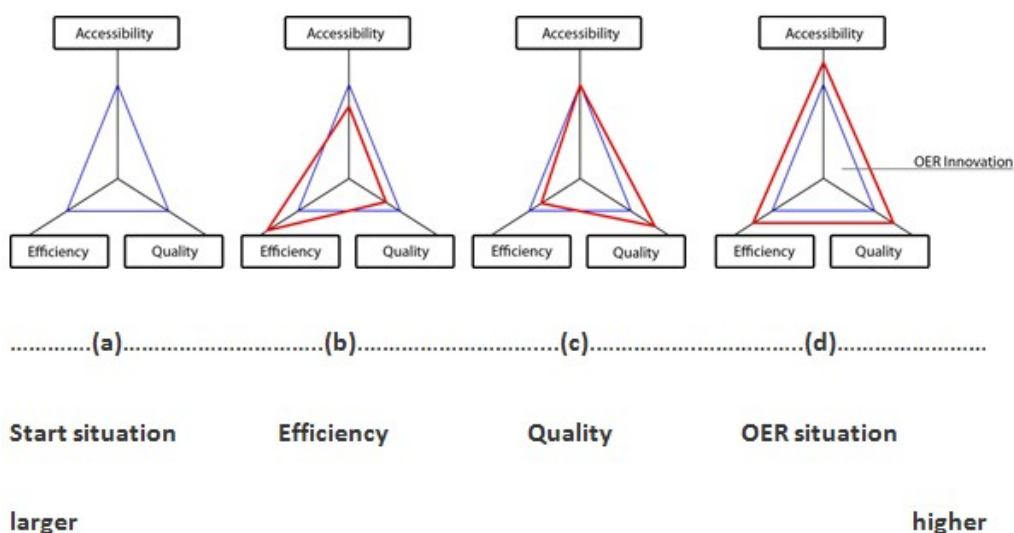 Accessibility Accessibility Accessibility Accessibility
OER Innovation
Efficiency Quality Efficiency Quality Efficiency Quality Efficiency Quality
.............(a)................................(b)................................(c)..................................(d)........................
Start situation Efficiency Quality OER situation
larger higher